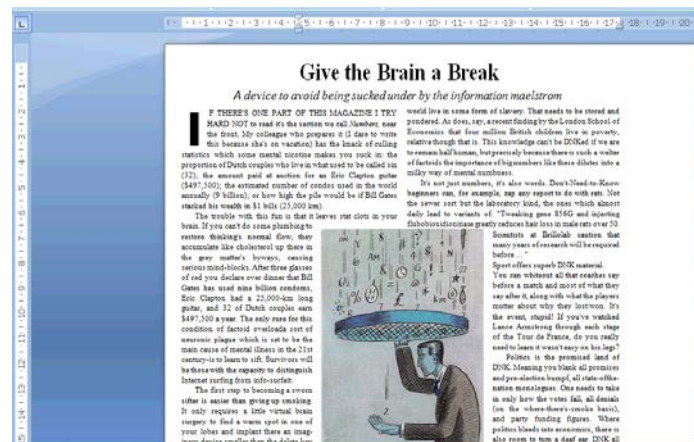 Give the Brain a Break
A device to avoid being sucked under by the information maelstrom
IF THERE'S ONE PART OF THIS MAGAZINE I TRY
HARD NOT to read it's the section we call Numbers, near
the front. My colleague who prepares it (I dare to write
this because she's on vacation) has the knack of culling
statistics which some mental nicotine makes you suck in: the
proportion of Dutch couples who live in what used to be called sin
(32); the amount paid at auction for an Eric Clapton guitar
($497,500); the estimated number of condoms used in the world
annually (9 billion); or how high the pile would be if Bill Gates
stacked his wealth in $1 bills (25,000 km).
The trouble with this fun is that it leaves stat clots in your
brain. If you can't do some plumbing to
restore thinking's normal flow, they
accumulate like cholesterol up there in
the grey matter's byways, causing
serious mind-blocks. After three glasses
of red you declare over dinner that Bill
Gates has used nine billion condoms,
Eric Clapton had a 25,000-km long
guitar, and 32 of Dutch couples earn
$497,500 a year. The only cure for this
condition of factoid overloads sort of
neuronic plague which is set to be the
main cause of mental illness in the 21st
century-is to learn to sift. Survivors will
be those with the capacity to distinguish
Internet surfing from info-surfeit.
The first step to becoming a sworn
sifter is easier than giving up smoking.
It only requires a little virtual brain
surgery to find a warm spot in one of
your lobes and implant there an imag-
inary device smaller than the delete key
world live in some form of slavery. That needs to be stored and
pondered. As does, say, a recent finding by the London School of
Economics that four million British children live in poverty,
relative though that is. This knowledge can't be DNKed if we are
to remain half human, but precisely because there is such a welter
of factoids the importance of big numbers like these dilutes into a
milky way of mental numbness.
It's not just numbers, it's also words. Don't-Need-to-Know
beginners can, for example, zap any report to do with rats. Not
the sewer sort but the laboratory kind, the ones which almost
daily lead to variants of: "Tweaking gene 856G and injecting
flubobioxidioninase greatly reduces hair loss in male rats over 50.
Scientists at Brillolab caution that
many years of research will be required
before ... "
Sport offers superb DNK material.
You can whiteout all that coaches say
before a match and most of what they
say after it, along with what the players
mutter about why they lost/won. It's
the event, stupid! If you've watched
Lance Armstrong through each stage
of the Tour de France, do you really
need to learn it wasn't easy on his legs?
Politics is the promised land of
DNK. Meaning you blank all promises
and pre-election bumpf, all state-of-the-
nation monologues. One needs to take
in only how the votes fall, all denials
(on the where-there's-smoke basis),
and party funding figures. Where
politics bleeds into economics, there is
also room to turn a deaf ear. DNK all